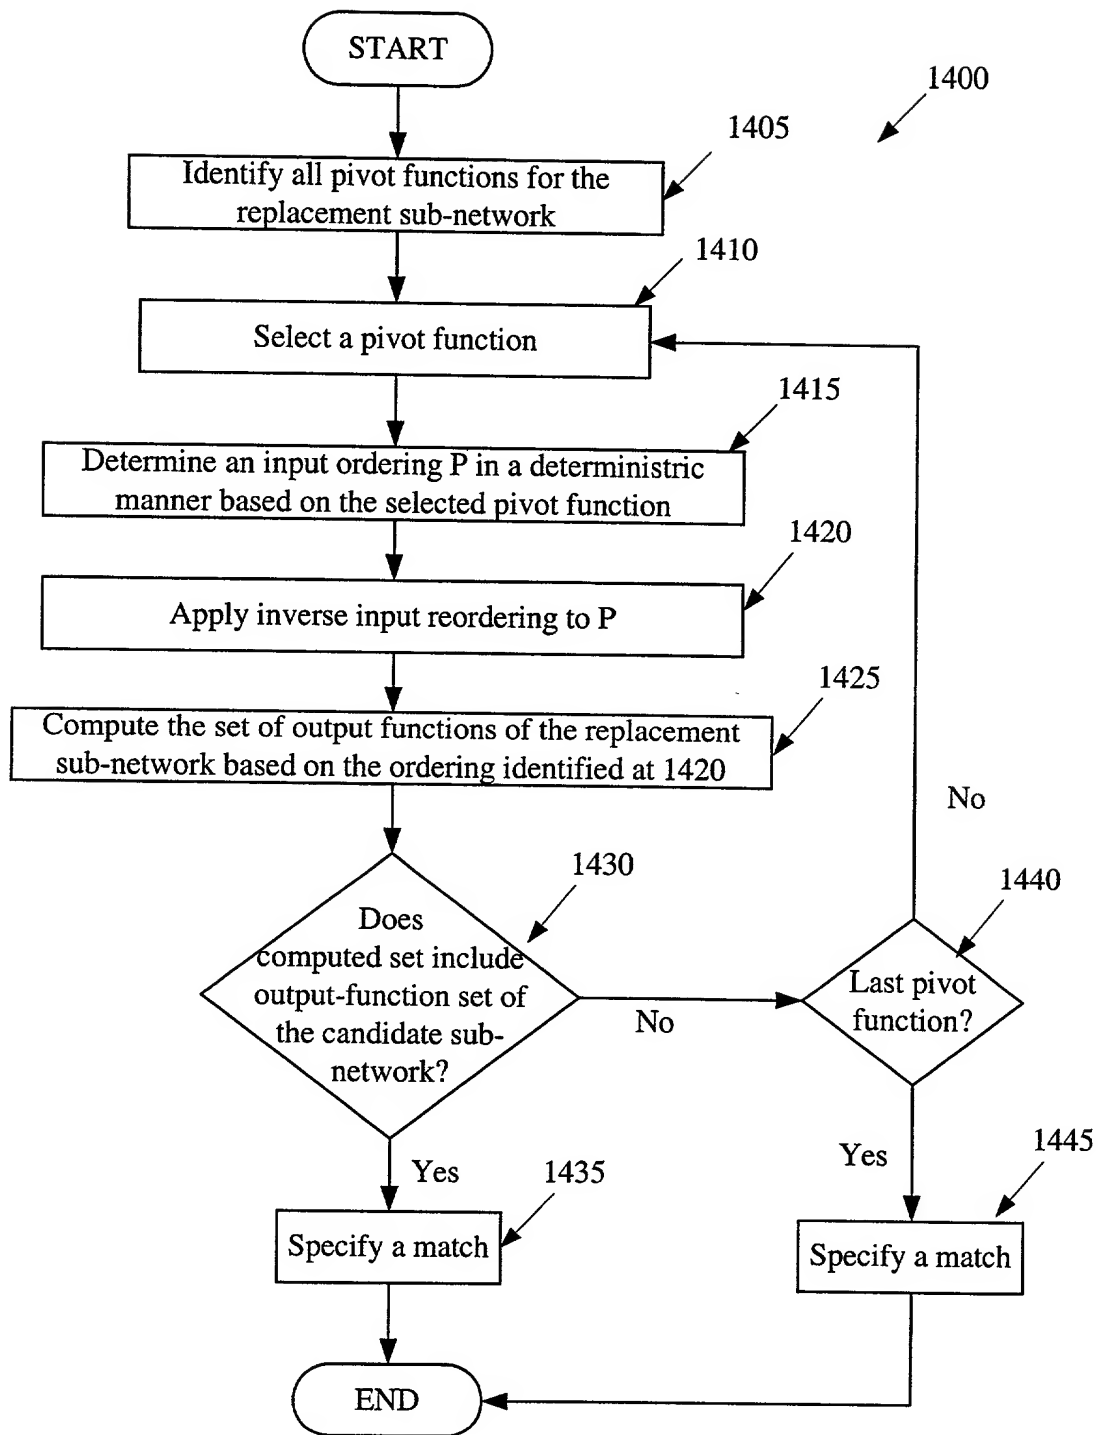 START
1400
1405
Identify all pivot functions for the
replacement sub-network
1410
Select a pivot function
1415
Determine an input ordering P in a deterministric
manner based on the selected pivot function
1420
Apply inverse input reordering to P
1425
Compute the set of output functions of the replacement
sub-network based on the ordering identified at 1420
No
1430
Does
computed set include
output-function set of
the candidate sub-
network?
No
1440
Last pivot
function?
Yes
1435
Specify a match
Yes
1445
Specify a match
END